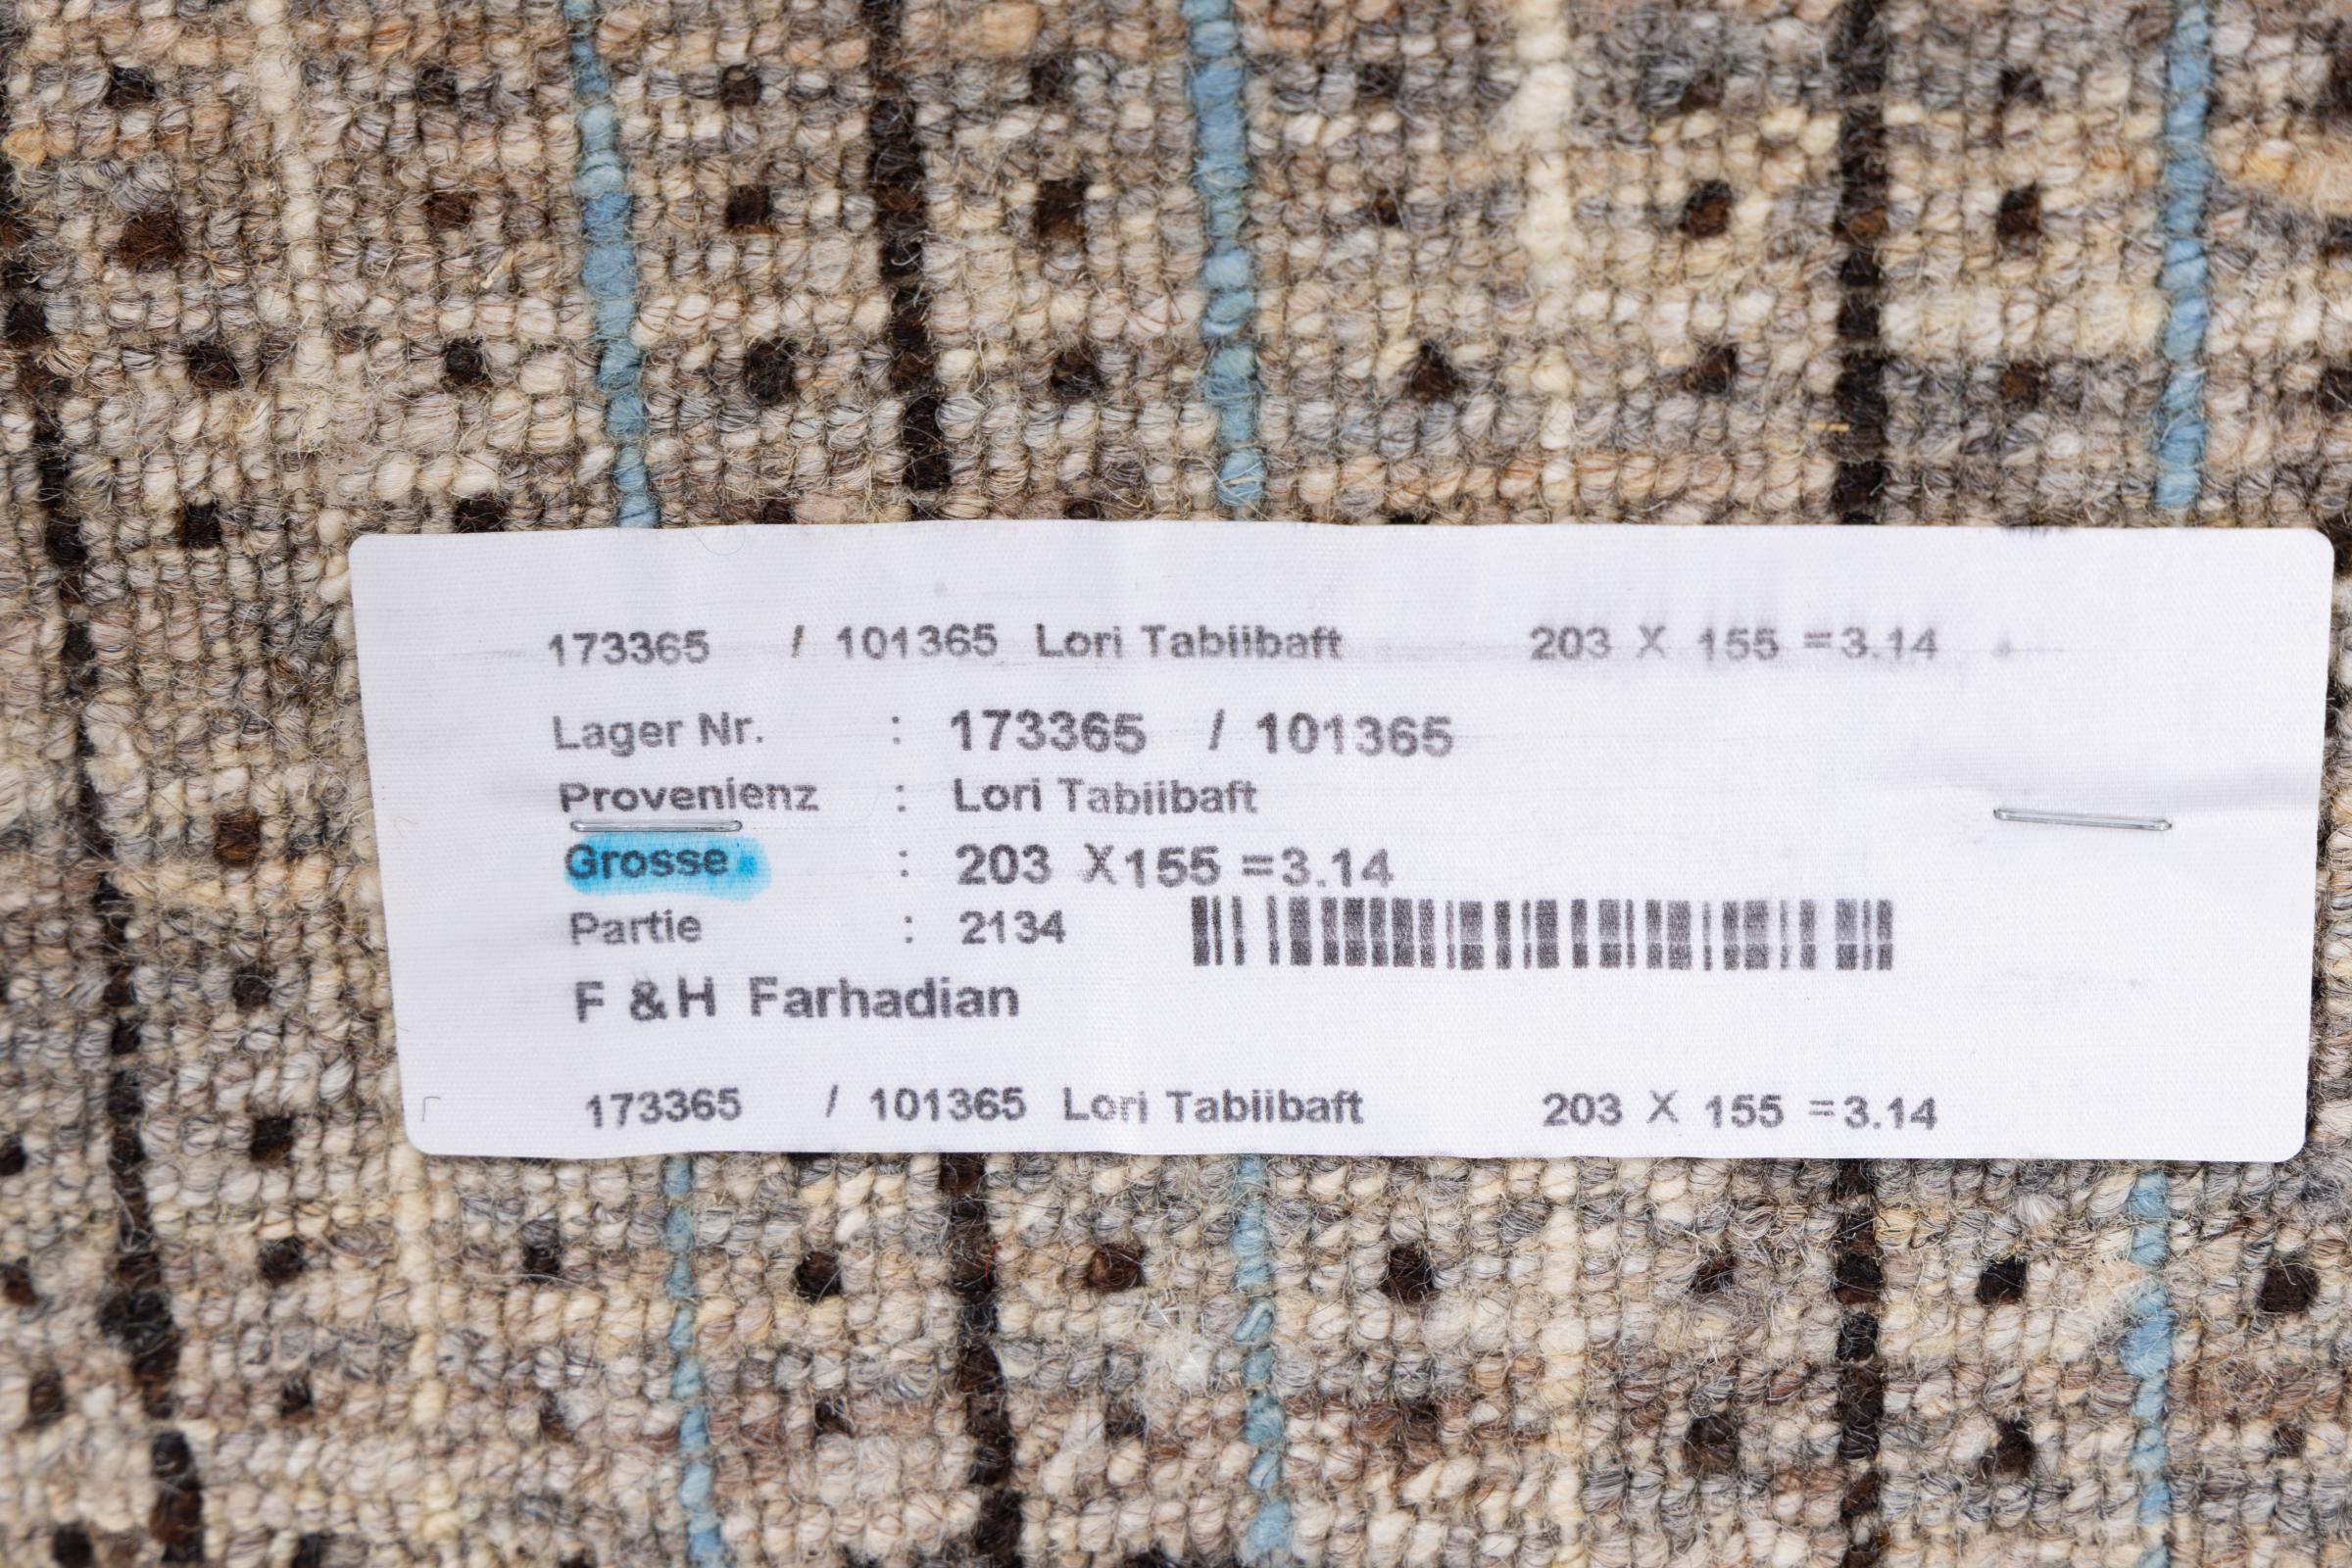 173365 / 101365 Lori Tabiibaft 203 X 155 =3.14
Lager Nr. : 173365 / 101365
Provenienz : Lori Tabiibaft
Grosse : 203 X155 =3.14
Partie : 2134
F &H Farhadian
173365 / 101365 Lori Tabiibaft 203 X 155 =3.14